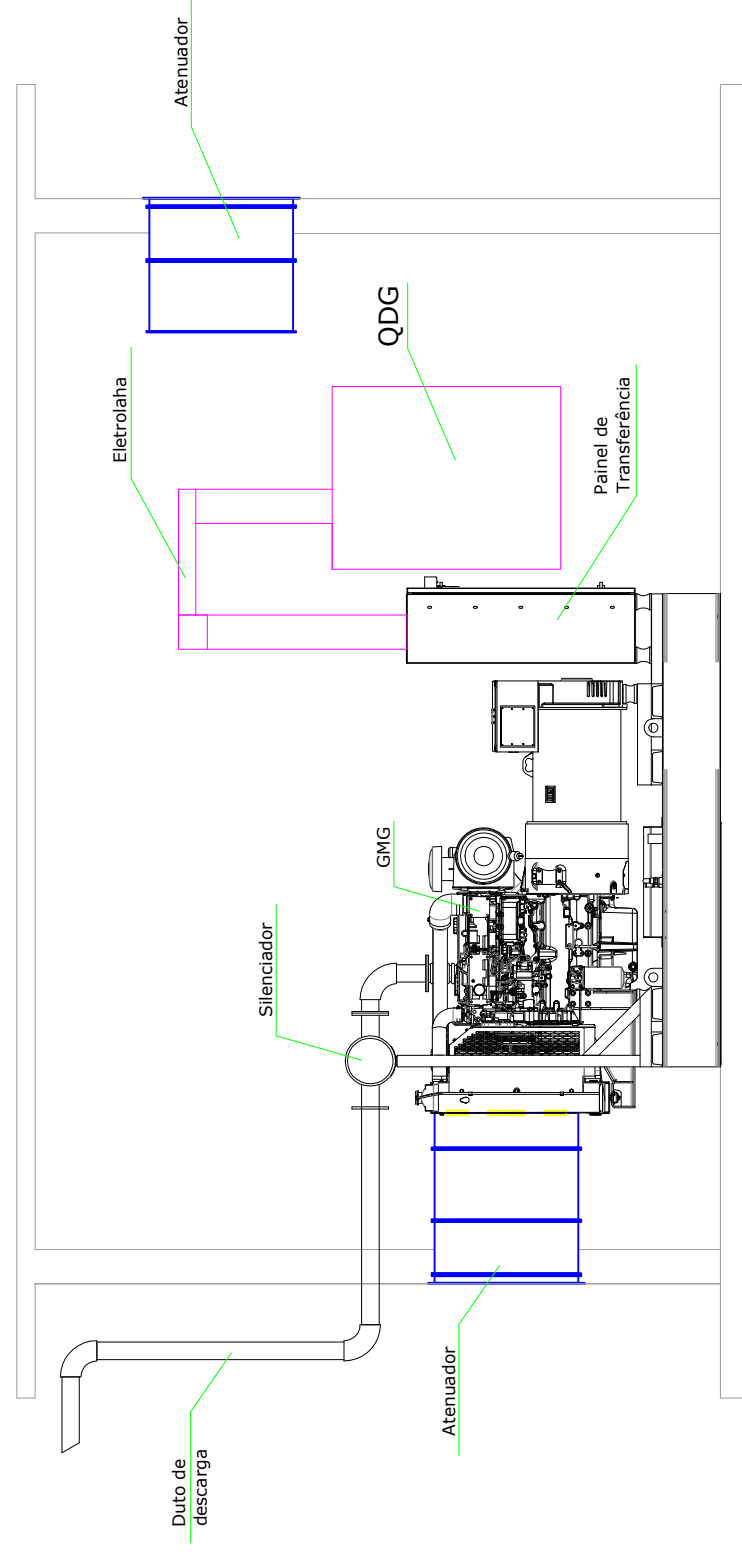 Eletrolaha
Duto de
descarga
Atenuador
Silenciador
GMG
QDG
Atenuador
Painel de
Transferência